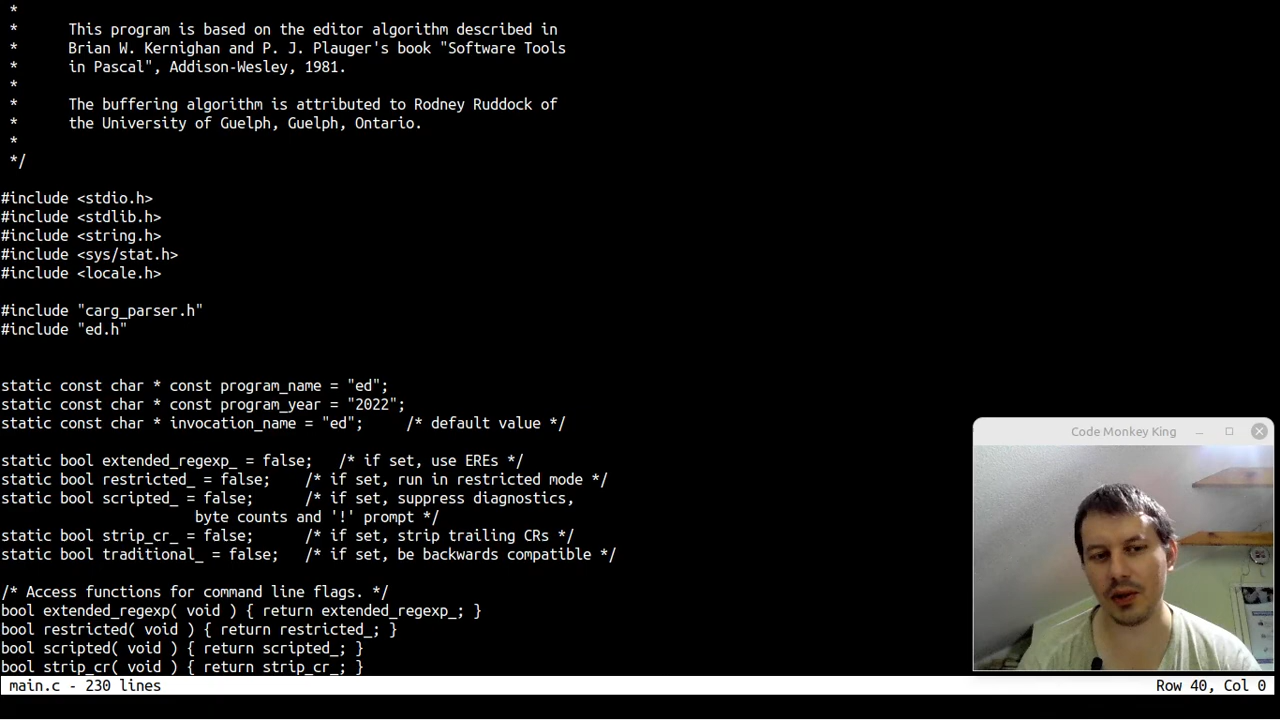 *
*      This program is based on the editor algorithm described in
*      Brian W. Kernighan and P. J. Plauger's book "Software Tools
*      in Pascal", Addison-Wesley, 1981.
*
*      The buffering algorithm is attributed to Rodney Ruddock of
*      the University of Guelph, Guelph, Ontario.
*
*/
#include <stdio.h>
#include <stdlib.h>
#include <string.h>
#include <sys/stat.h>
#include <locale.h>
#include "carg_parser.h"
#include "ed.h"
static const char * const program_name = "ed";
static const char * const program_year = "2022";
static const char * invocation_name = "ed";     /* default value */
static bool extended_regexp_ = false;   /* if set, use EREs */
static bool restricted_ = false;    /* if set, run in restricted mode */
static bool scripted_ = false;      /* if set, suppress diagnostics,
byte counts and '!' prompt */
static bool strip_cr_ = false;      /* if set, strip trailing CRs */
static bool traditional_ = false;   /* if set, be backwards compatible */
/* Access functions for command line flags. */
bool extended_regexp( void ) { return extended_regexp_; }
bool restricted( void ) { return restricted_; }
bool scripted( void ) { return scripted_; }
bool strip_cr( void ) { return strip_cr_; }
main.c - 230 lines
Row 40, Col 0
Code Monkey King